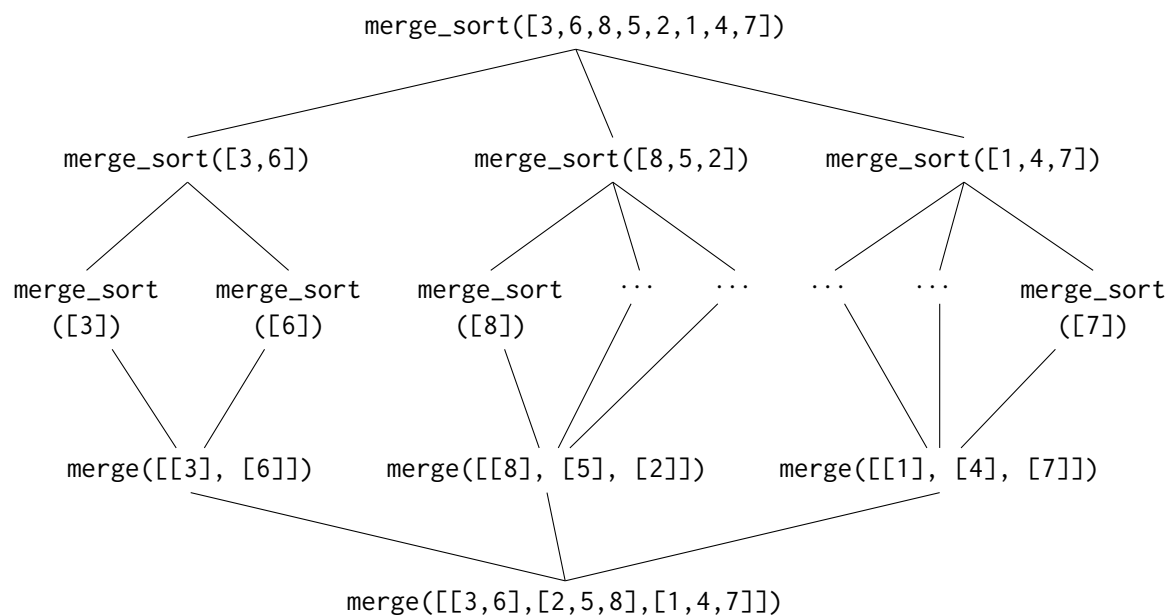 merge_sort([3,6,8,5,2,1,4,7])
merge_sort([3,6])
merge_sort([8,5,2])
merge_sort([1,4,7])
merge_sort
([3])
merge_sort
([6])
merge_sort
([8])
...
...
...
...
merge_sort
([7])
merge([[3], [6]])
merge([[8], [5], [2]])
merge([[1], [4], [7]])
merge([[3,6],[2,5,8],[1,4,7]])